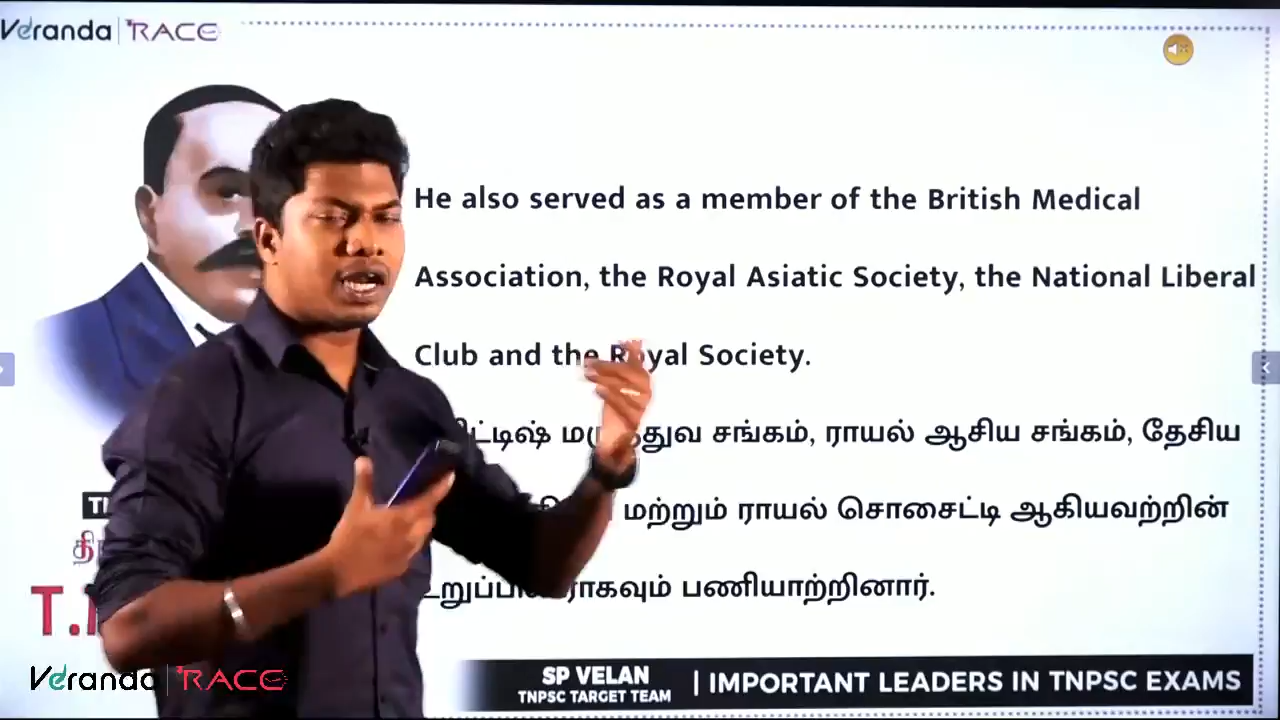 Veranda RACE
He also served as a member of the British Medical
Association, the Royal Asiatic Society, the National Liberal
Club and the Royal Society.
மருத்துவ சங்கம், ராயல் ஆசிய சங்கம், தேசிய
மற்றும் ராயல் சொசைட்டி ஆகியவற்றின்
பணியாற்றினார்.
Veranda RACE
SP VELAN
TNPSC TARGET TEAM
| IMPORTANT LEADERS IN TNPSC EXAMS